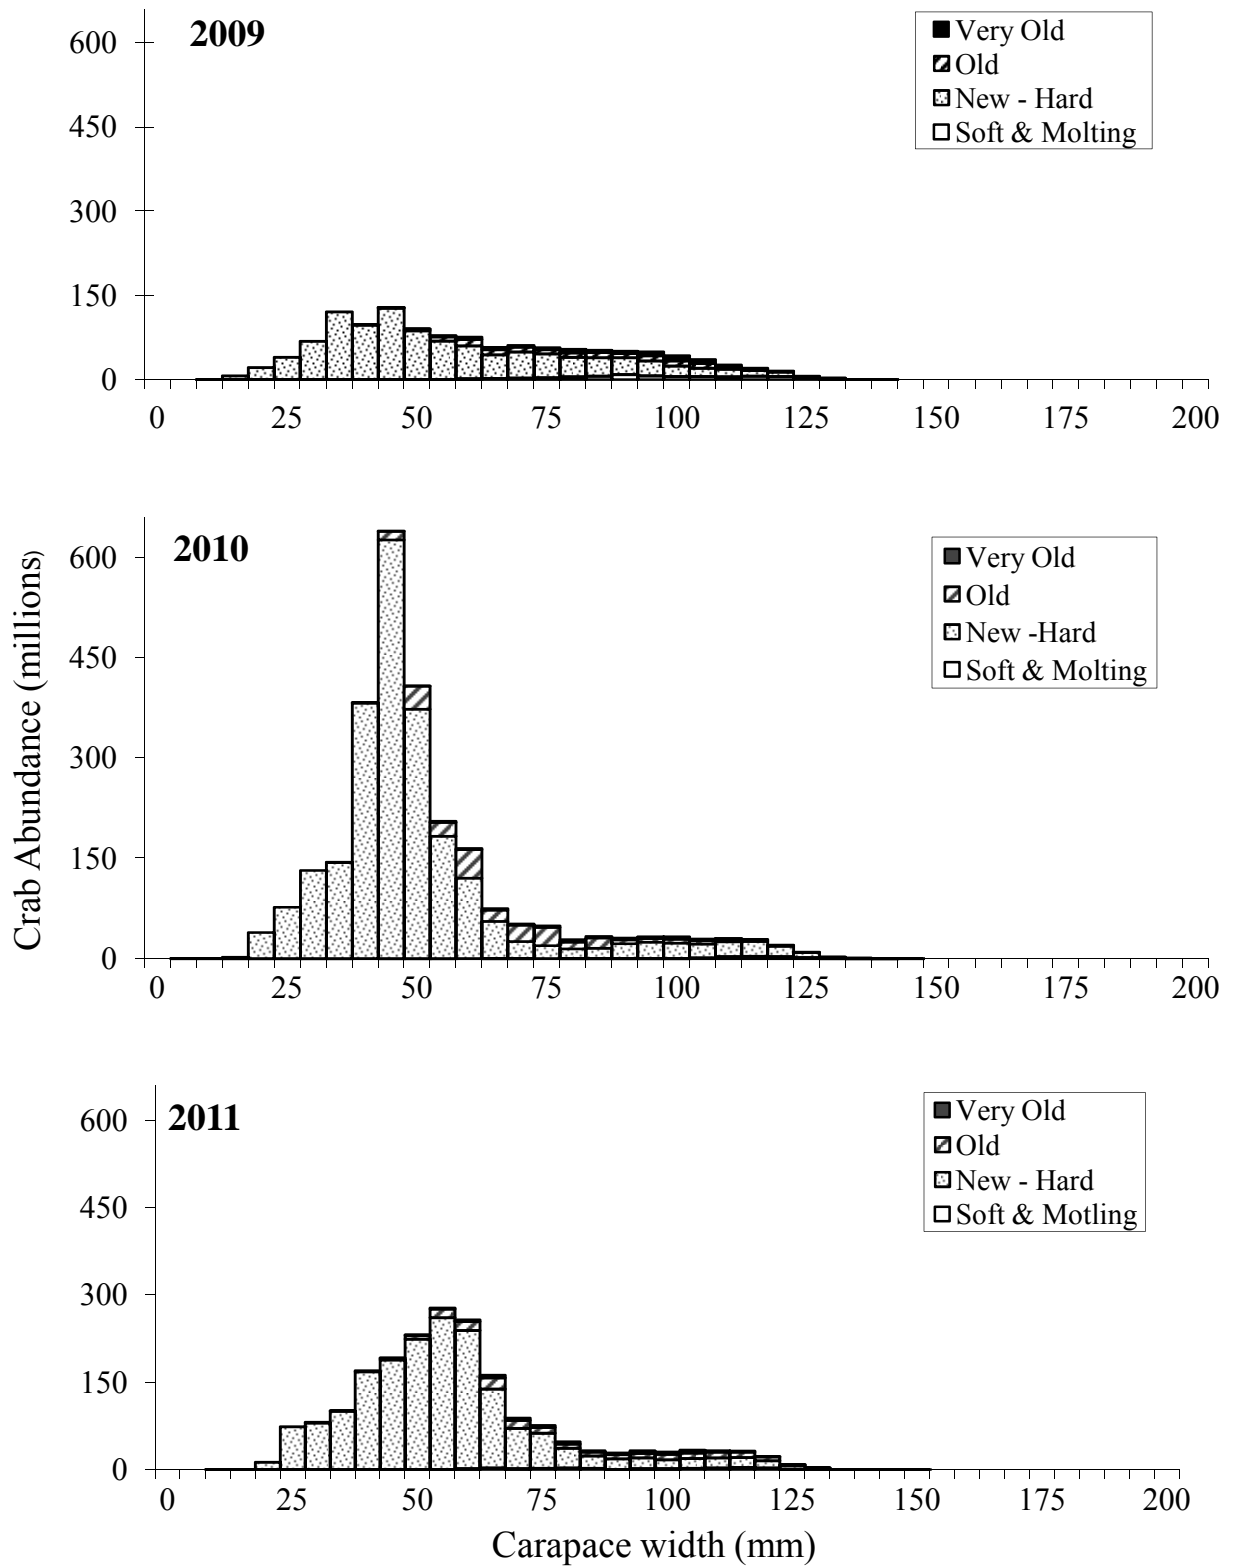 2009
Very Old
Old
New - Hard
Soft & Molting
600
450
300
150
0
0 25 50 75 100 125 150 175 200
2010
Very Old
Old
New -Hard
Soft & Molting
600
450
300
150
0
0 25 50 75 100 125 150 175 200
Crab Abundance (millions)
2011
Very Old
Old
New - Hard
Soft & Motling
600
450
300
150
0
0 25 50 75 100 125 150 175 200
Carapace width (mm)